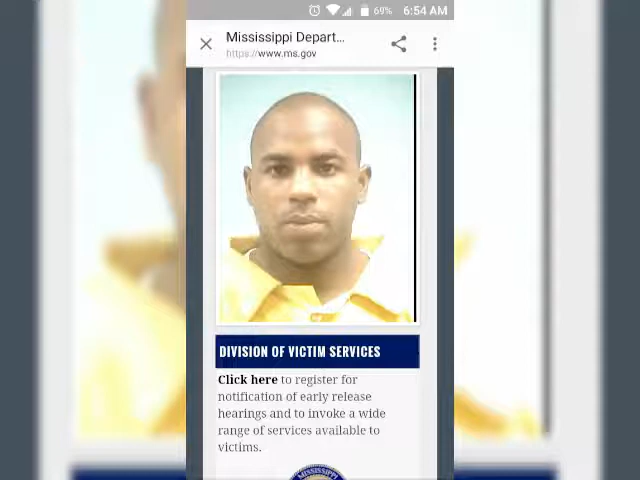 69% 6:54 AM
Mississippi Depart...
https://www.ms.gov
DIVISION OF VICTIM SERVICES
Click here to register for
notification of early release
hearings and to invoke a wide
range of services available to
victims.
MISSISSIPPI